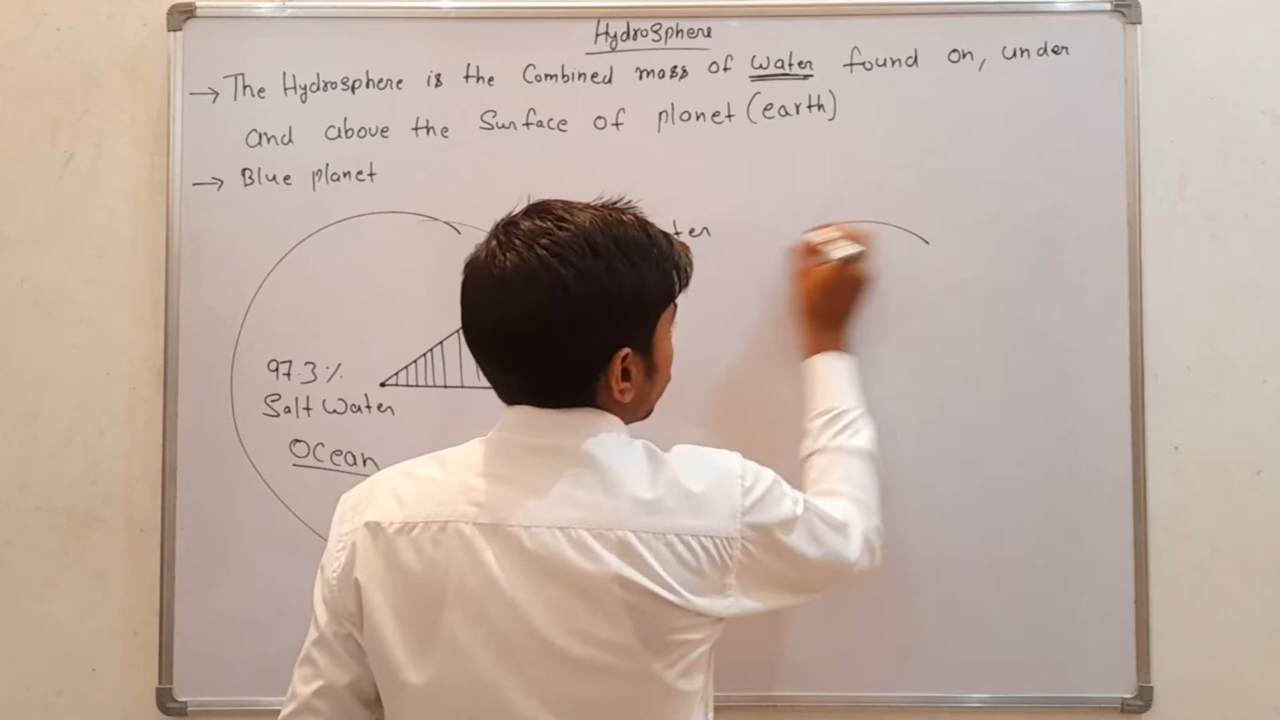 Hydrosphere
→ The Hydrosphere is the Combined mass of water found on, under
and above the Surface of planet (earth)
→ Blue planet
97.3%
Salt Water
Ocean